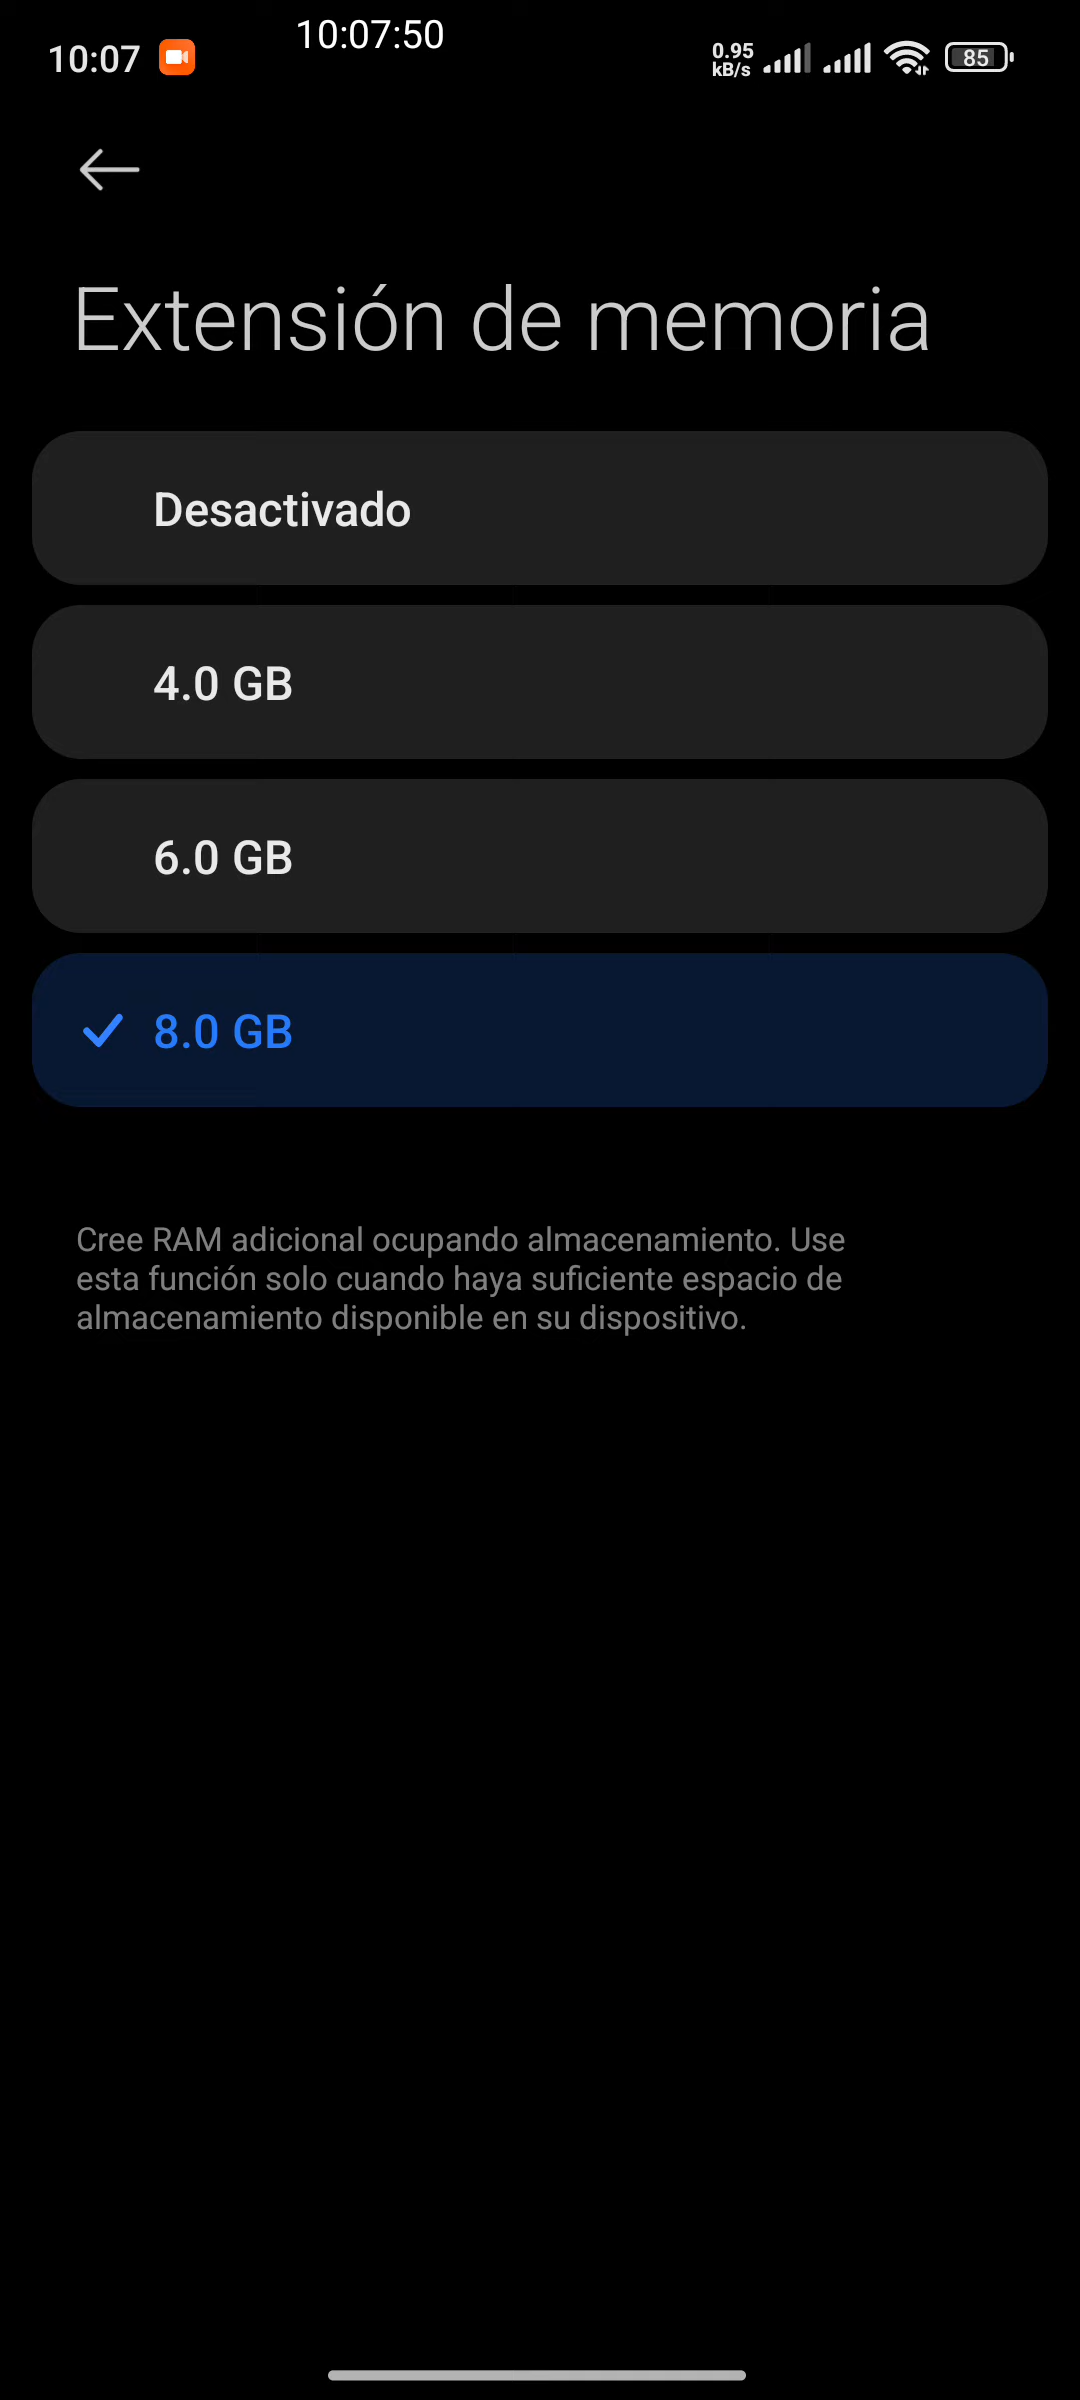 10:07
10:07:50
0.95
kB/s
85
Extensión de memoria
Desactivado
4.0 GB
6.0 GB
8.0 GB
Cree RAM adicional ocupando almacenamiento. Use
esta función solo cuando haya suficiente espacio de
almacenamiento disponible en su dispositivo.